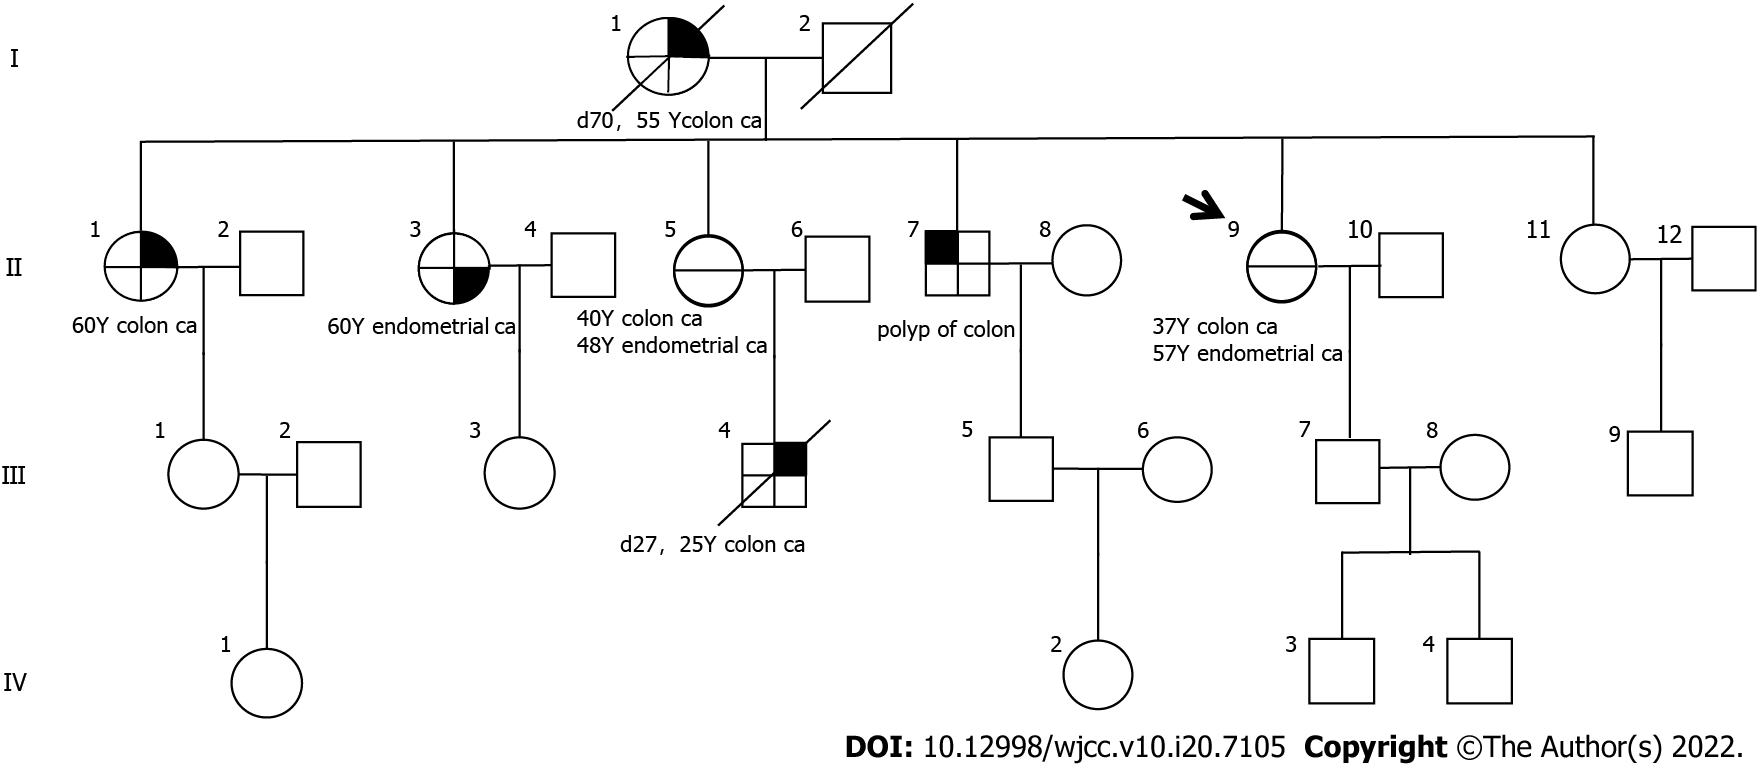 I
1
2
d70, 55 Ycolon ca
II
1
2
3
4
5
6
7
8
9
10
11
12
60Y colon ca
60Y endometrial ca
40Y colon ca
48Y endometrial ca
polyp of colon
37Y colon ca
57Y endometrial ca
III
1
2
3
4
5
6
7
8
9
d27, 25Y colon ca
IV
1
2
3
4
DOI: 10.12998/wjcc.v10.i20.7105 Copyright ©The Author(s) 2022.